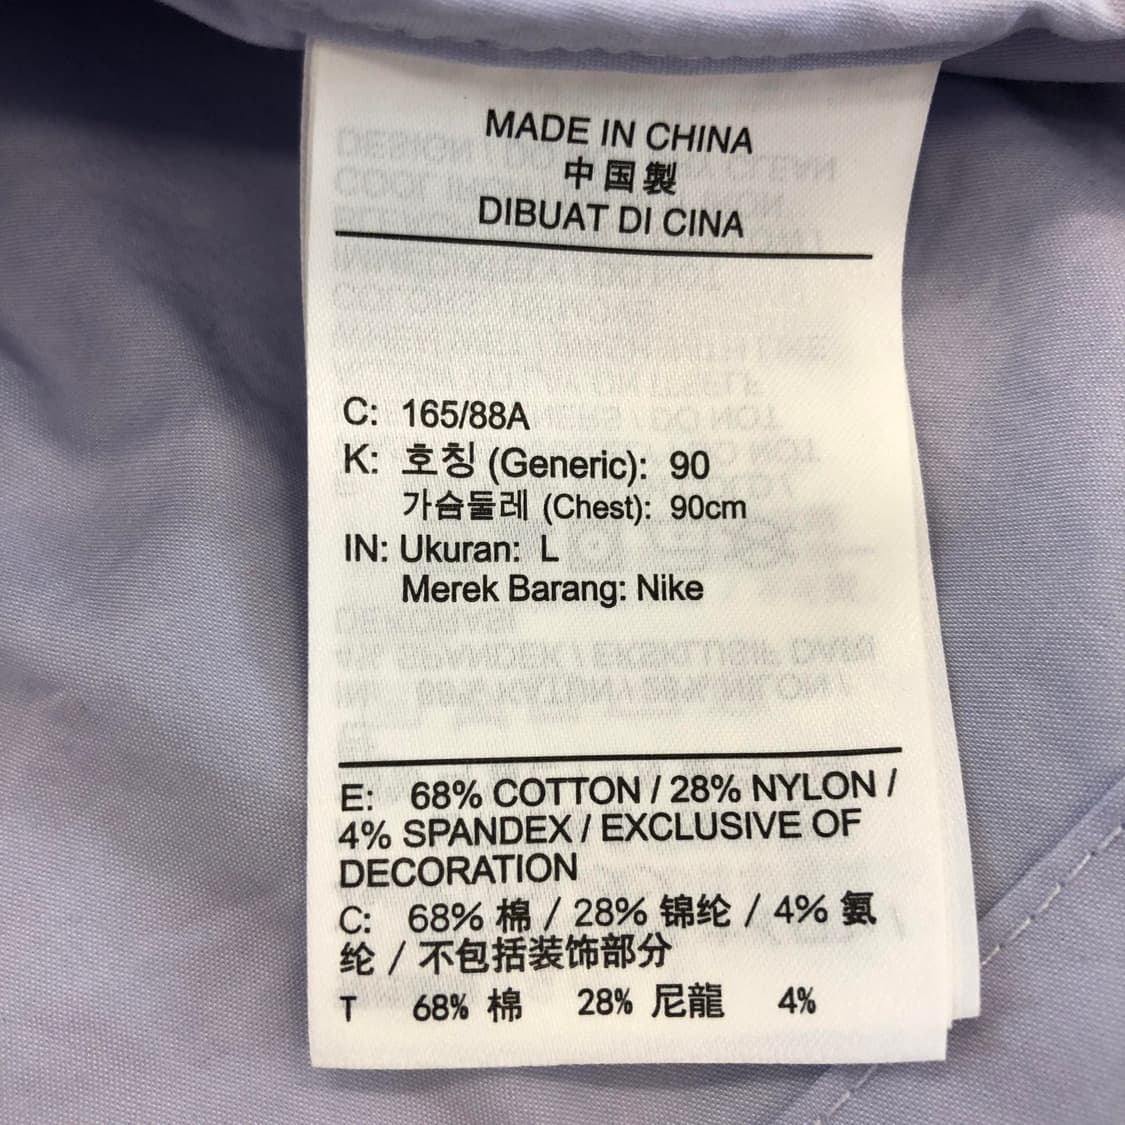 MADE IN CHINA
中国製
DIBUAT DI CINA
C: 165/88A
K: 호칭 (Generic): 90
가슴둘레 (Chest): 90cm
IN: Ukuran: L
Merek Barang: Nike
E: 68% COTTON / 28% NYLON /
4% SPANDEX / EXCLUSIVE OF
DECORATION
C: 68% 棉 / 28% 锦纶 / 4% 氨
纶 / 不包括装饰部分
T 68% 棉 28% 尼龍 4%